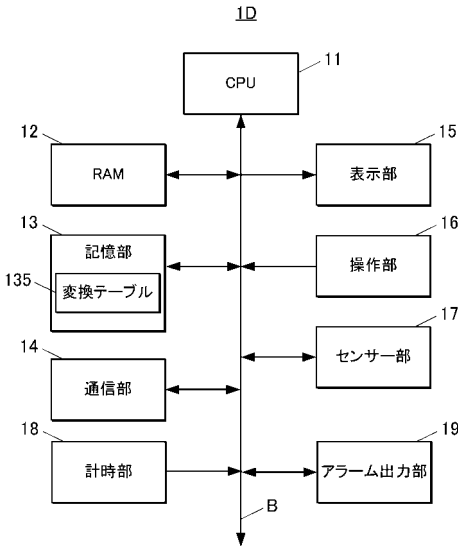 1D
11
CPU
12
RAM
15
表示部
13
記憶部
135
変換テーブル
16
操作部
17
センサー部
14
通信部
18
計時部
19
アラーム出力部
B